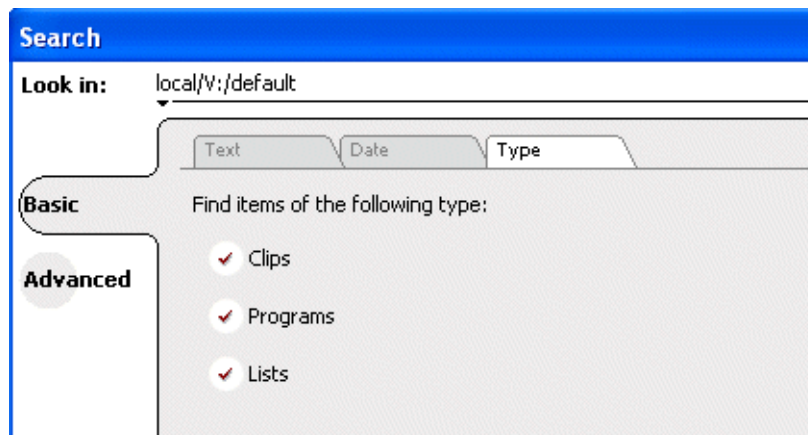 Search
Look in: local/V:/default
Text Date Type
Basic
Find items of the following type:
Clips
Advanced
Programs
Lists